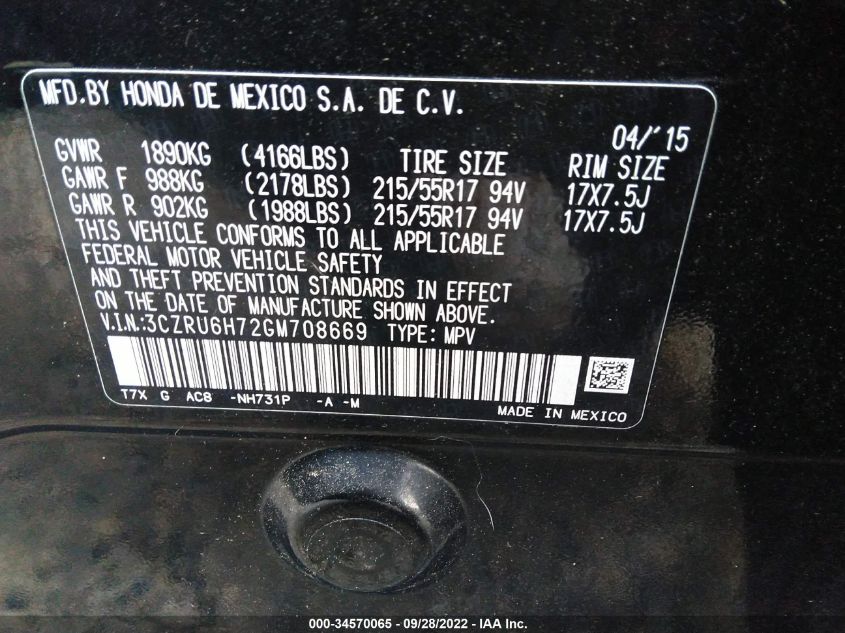 MFD.BY HONDA DE MEXICO S.A. DE C.V.
04/'15
GVWR 1890KG (4166LBS) TIRE SIZE RIM SIZE
GAWR F 988KG (2178LBS) 215/55R17 94V 17X7.5J
GAWR R 902KG (1988LBS) 215/55R17 94V 17X7.5J
THIS VEHICLE CONFORMS TO ALL APPLICABLE
FEDERAL MOTOR VEHICLE SAFETY
AND THEFT PREVENTION STANDARDS IN EFFECT
ON THE DATE OF MANUFACTURE SHOWN ABOVE.
V.I.N.:3CZRU6H72GM708669 TYPE: MPV
T7X G AC8 -NH731P -A -M
MADE IN MEXICO
000-34570065 - 09/28/2022 - IAA Inc.